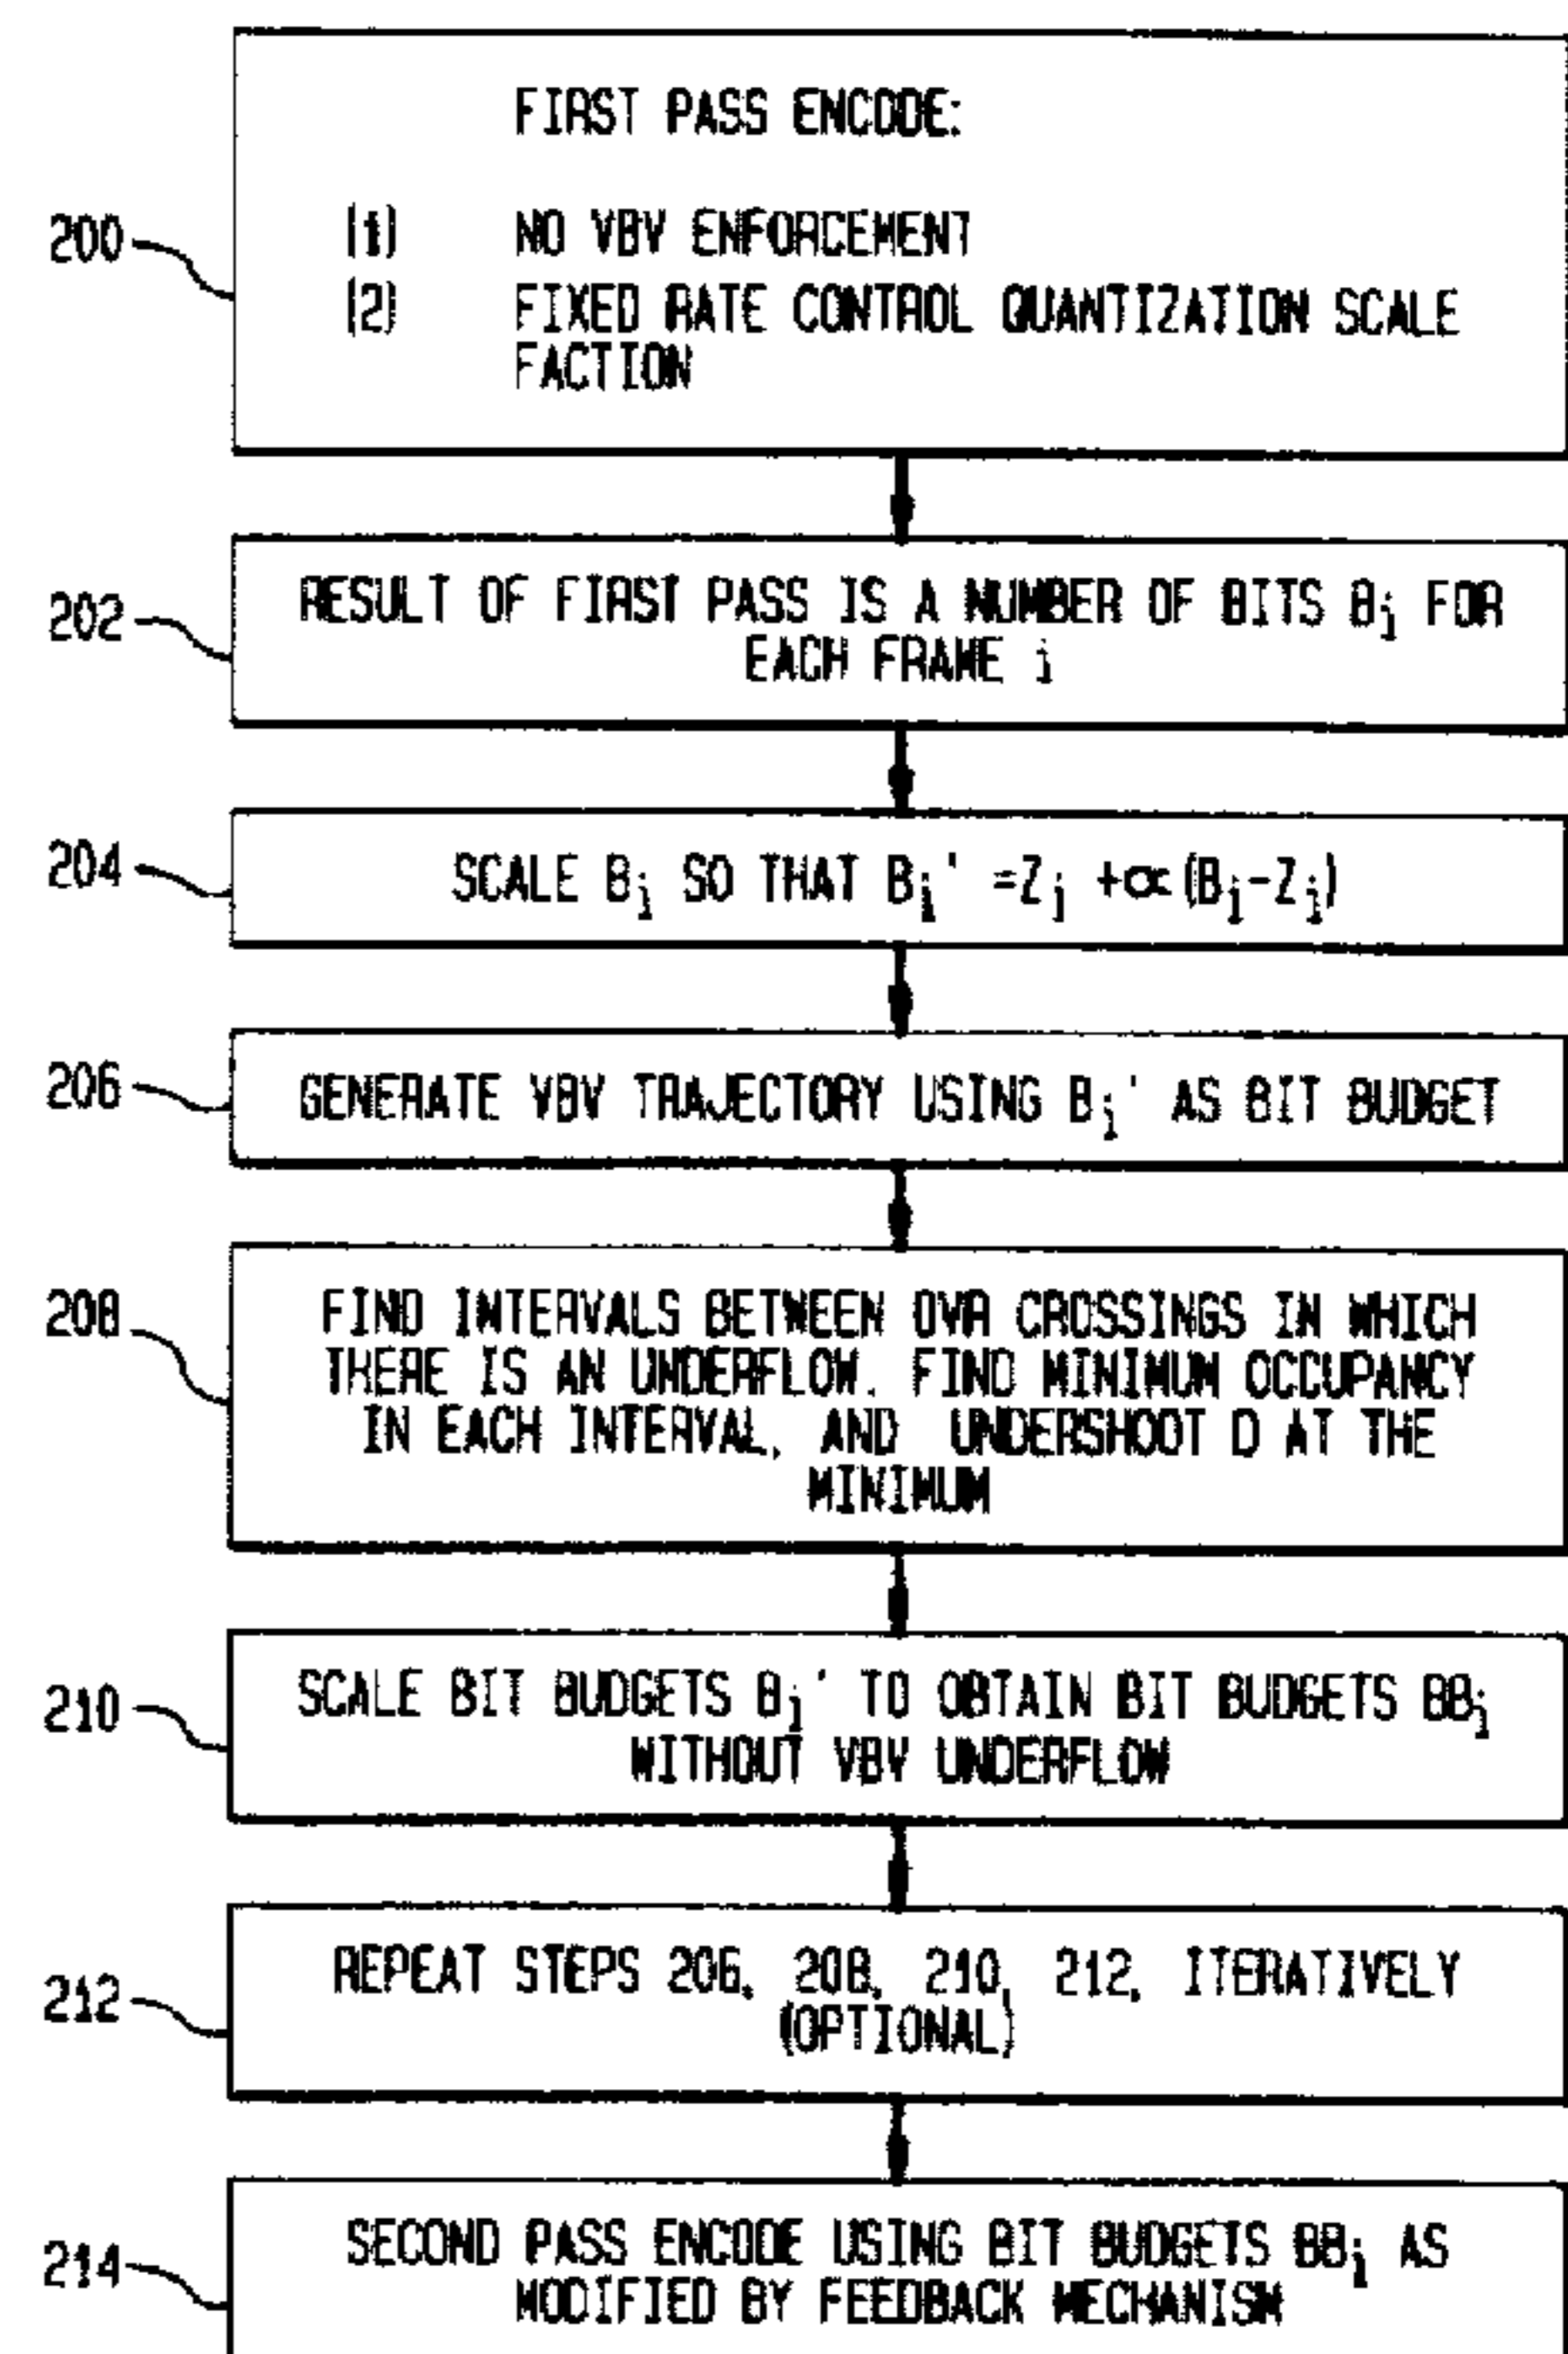 FIRST PASS ENCODE:
200
(1) NO VBV ENFORCEMENT
(2) FIXED RATE CONTROL QUANTIZATION SCALE
FACTION
202
RESULT OF FIRST PASS IS A NUMBER OF BITS Bi FOR
EACH FRAME i
204
SCALE Bi SO THAT Bi' =Zi +∝(Bi-Zi)
206
GENERATE VBV TRAJECTORY USING Bi' AS BIT BUDGET
208
FIND INTERVALS BETWEEN OVR CROSSINGS IN WHICH
THERE IS AN UNDERFLOW. FIND MINIMUM OCCUPANCY
IN EACH INTERVAL, AND UNDERSHOOT D AT THE
MINIMUM
210
SCALE BIT BUDGETS Bi' TO OBTAIN BIT BUDGETS BBi
WITHOUT VBV UNDERFLOW
212
REPEAT STEPS 206, 208, 210, 212, ITERATIVELY
(OPTIONAL)
214
SECOND PASS ENCODE USING BIT BUDGETS BBi AS
MODIFIED BY FEEDBACK MECHANISM